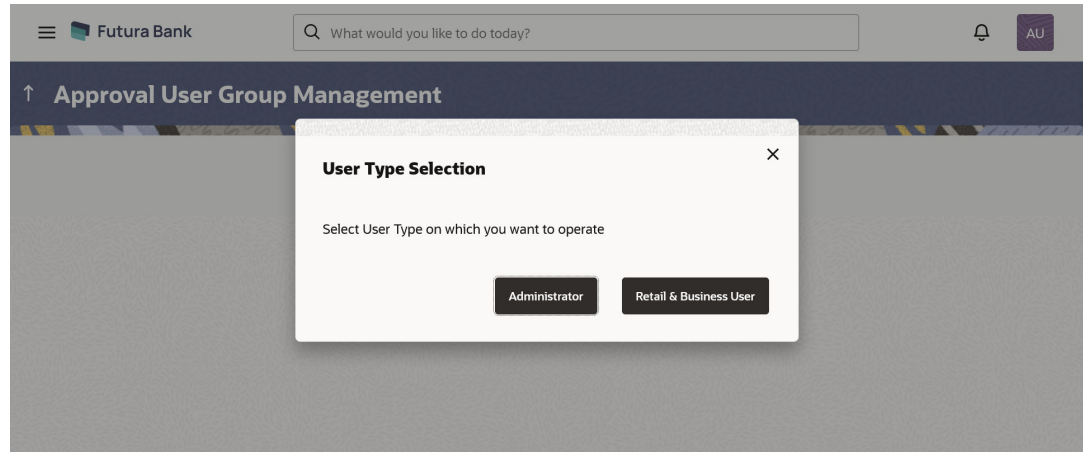 Futura Bank
What would you like to do today?
AU
Approval User Group Management
User Type Selection
Select User Type on which you want to operate
Administrator
Retail & Business User